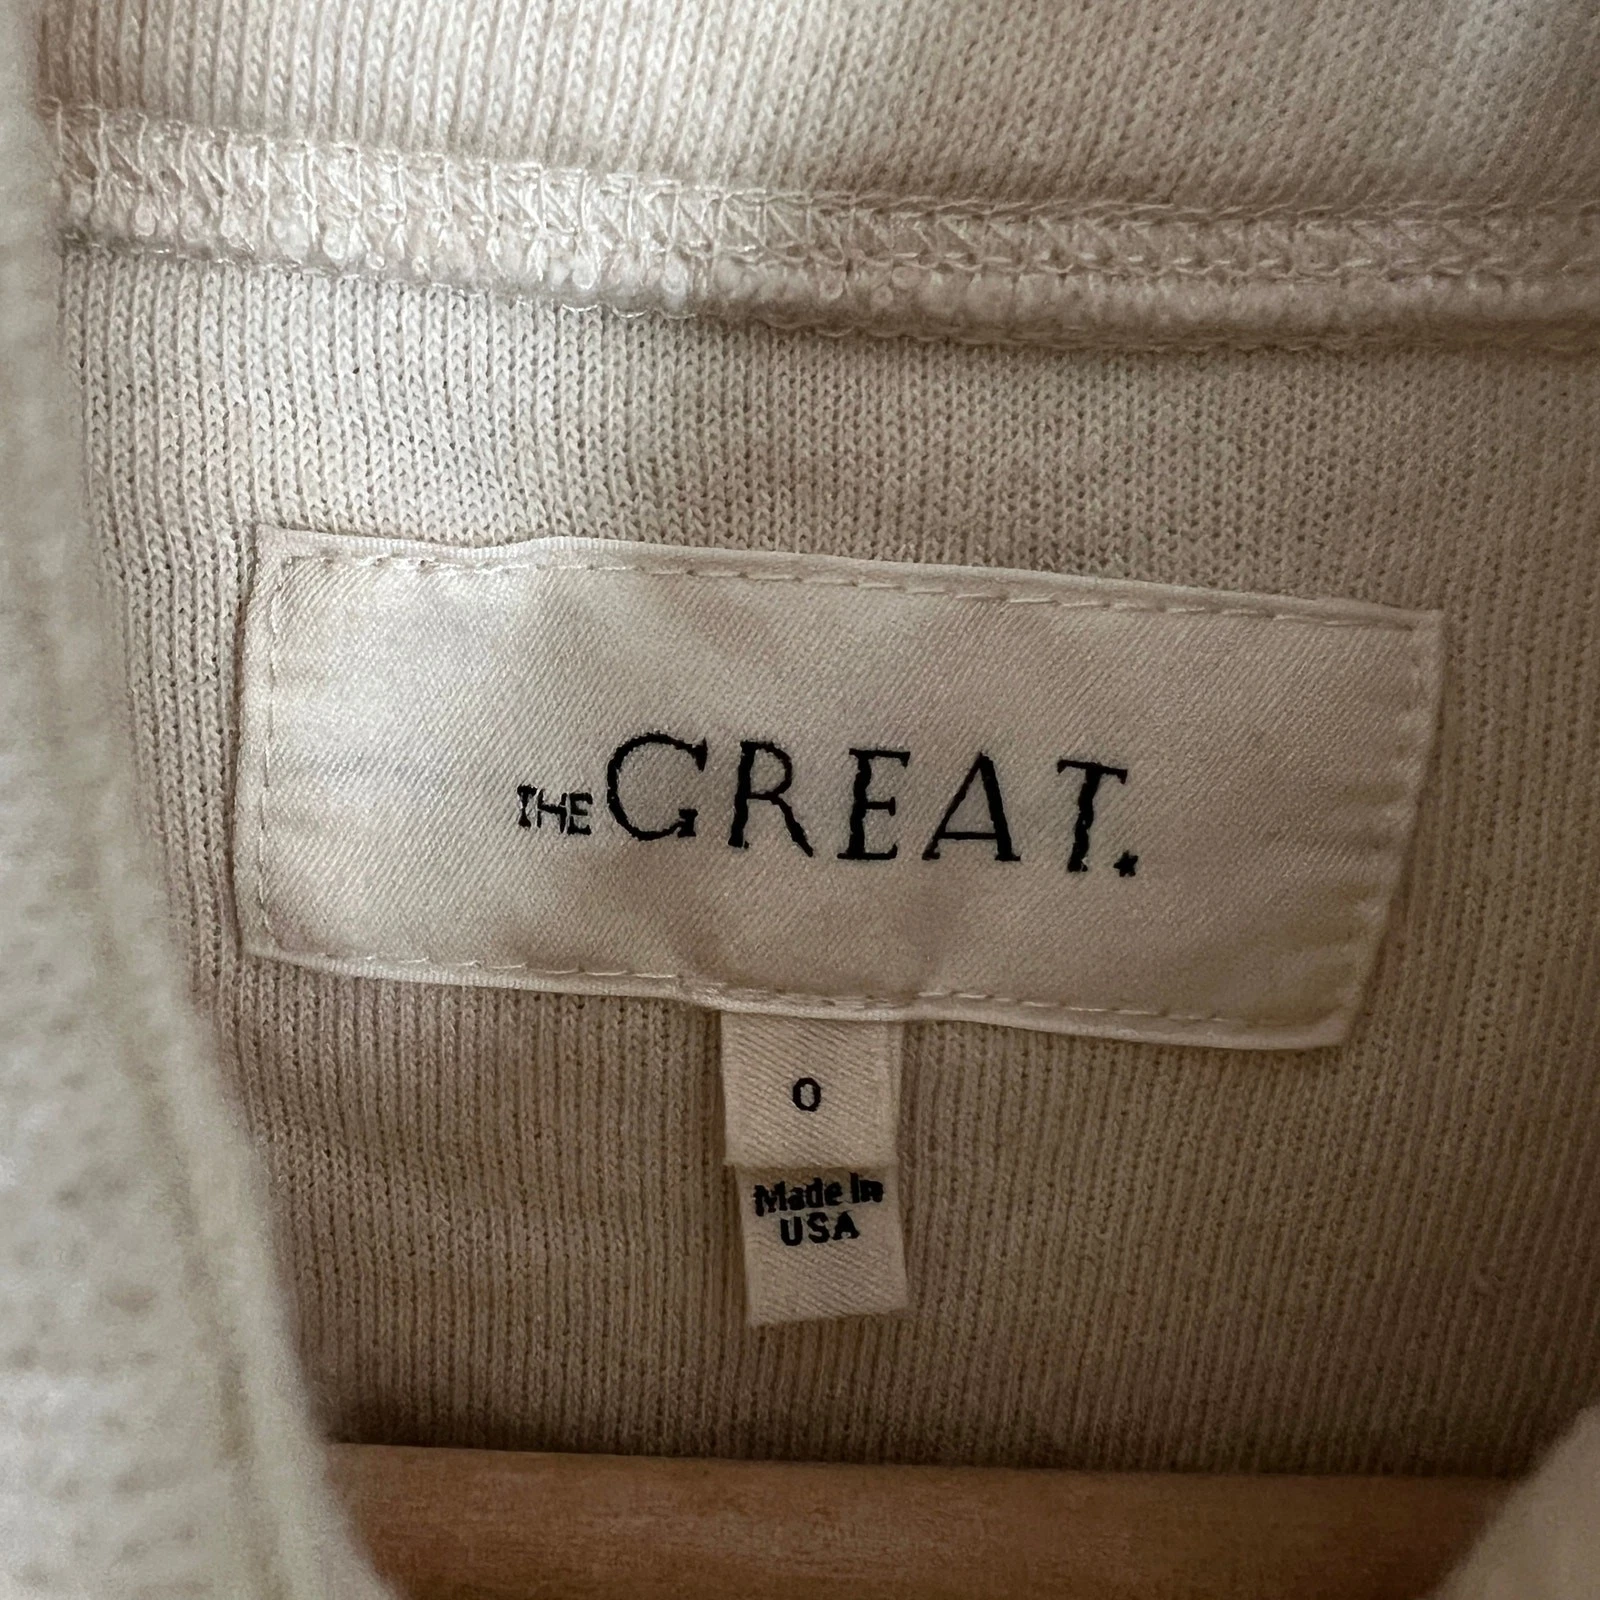 THE GREAT.
0
Made In
USA